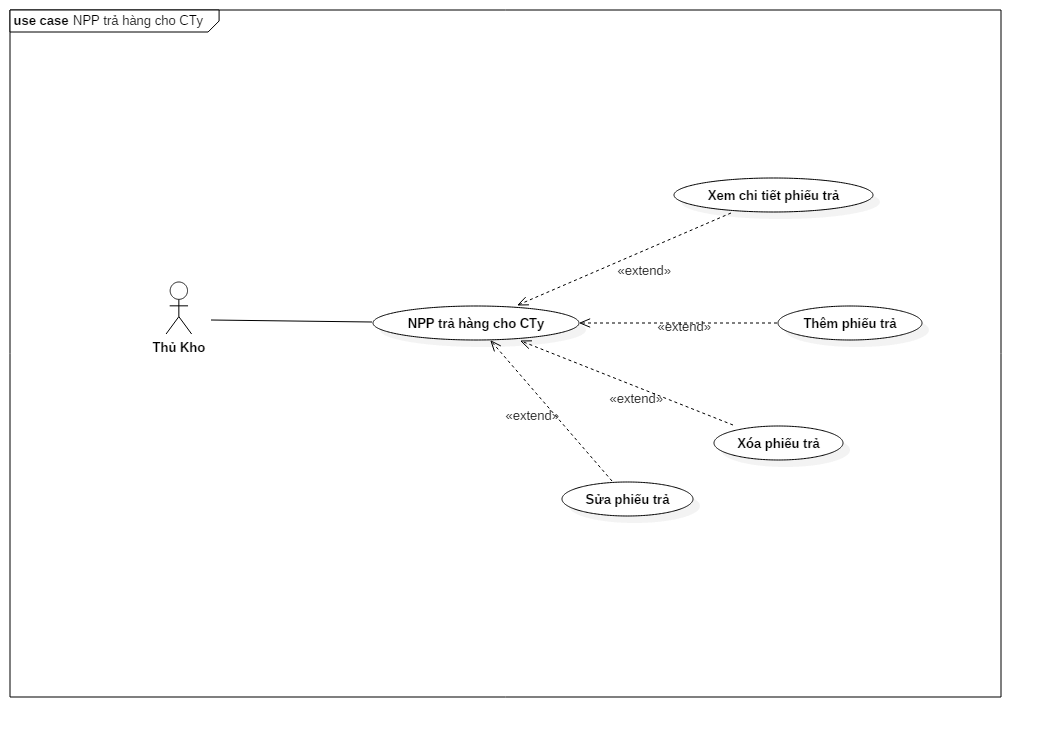 use case NPP trả hàng cho CTy
Xem chi tiết phiếu trả
«extend»
NPP trả hàng cho CTy
«extend»
Thêm phiếu trả
Thủ Kho
«extend»
«extend»
Xóa phiếu trả
Sửa phiếu trả